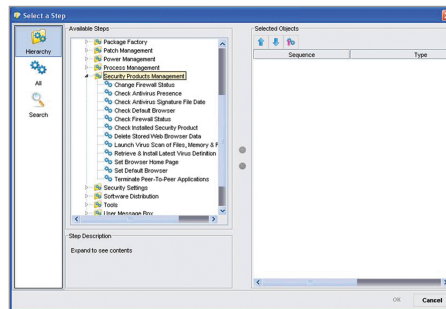 Select a Step
Hierarchy
All
Search
Available Steps
Package Factory
Patch Management
Power Management
Process Management
Security Products Management
Change Firewall Status
Check Antivirus Presence
Check Antivirus Signature File Date
Check Default Browser
Check Firewall Status
Check Installed Security Product
Delete Stored Web Browser Data
Launch Virus Scan of Files, Memory & F
Retrieve & Install Latest Virus Definition
Set Browser Home Page
Set Default Browser
Terminate Peer-To-Peer Applications
Security Settings
Software Distribution
Tools
User Message Box
Step Description
Expand to see contents
Selected Objects
Sequence
Type
OK
Cancel